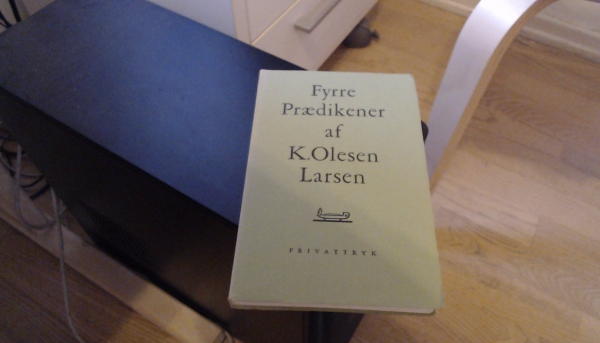 Fyrre
Prædikener
af
K.Olesen
Larsen
PRIVATTRYK